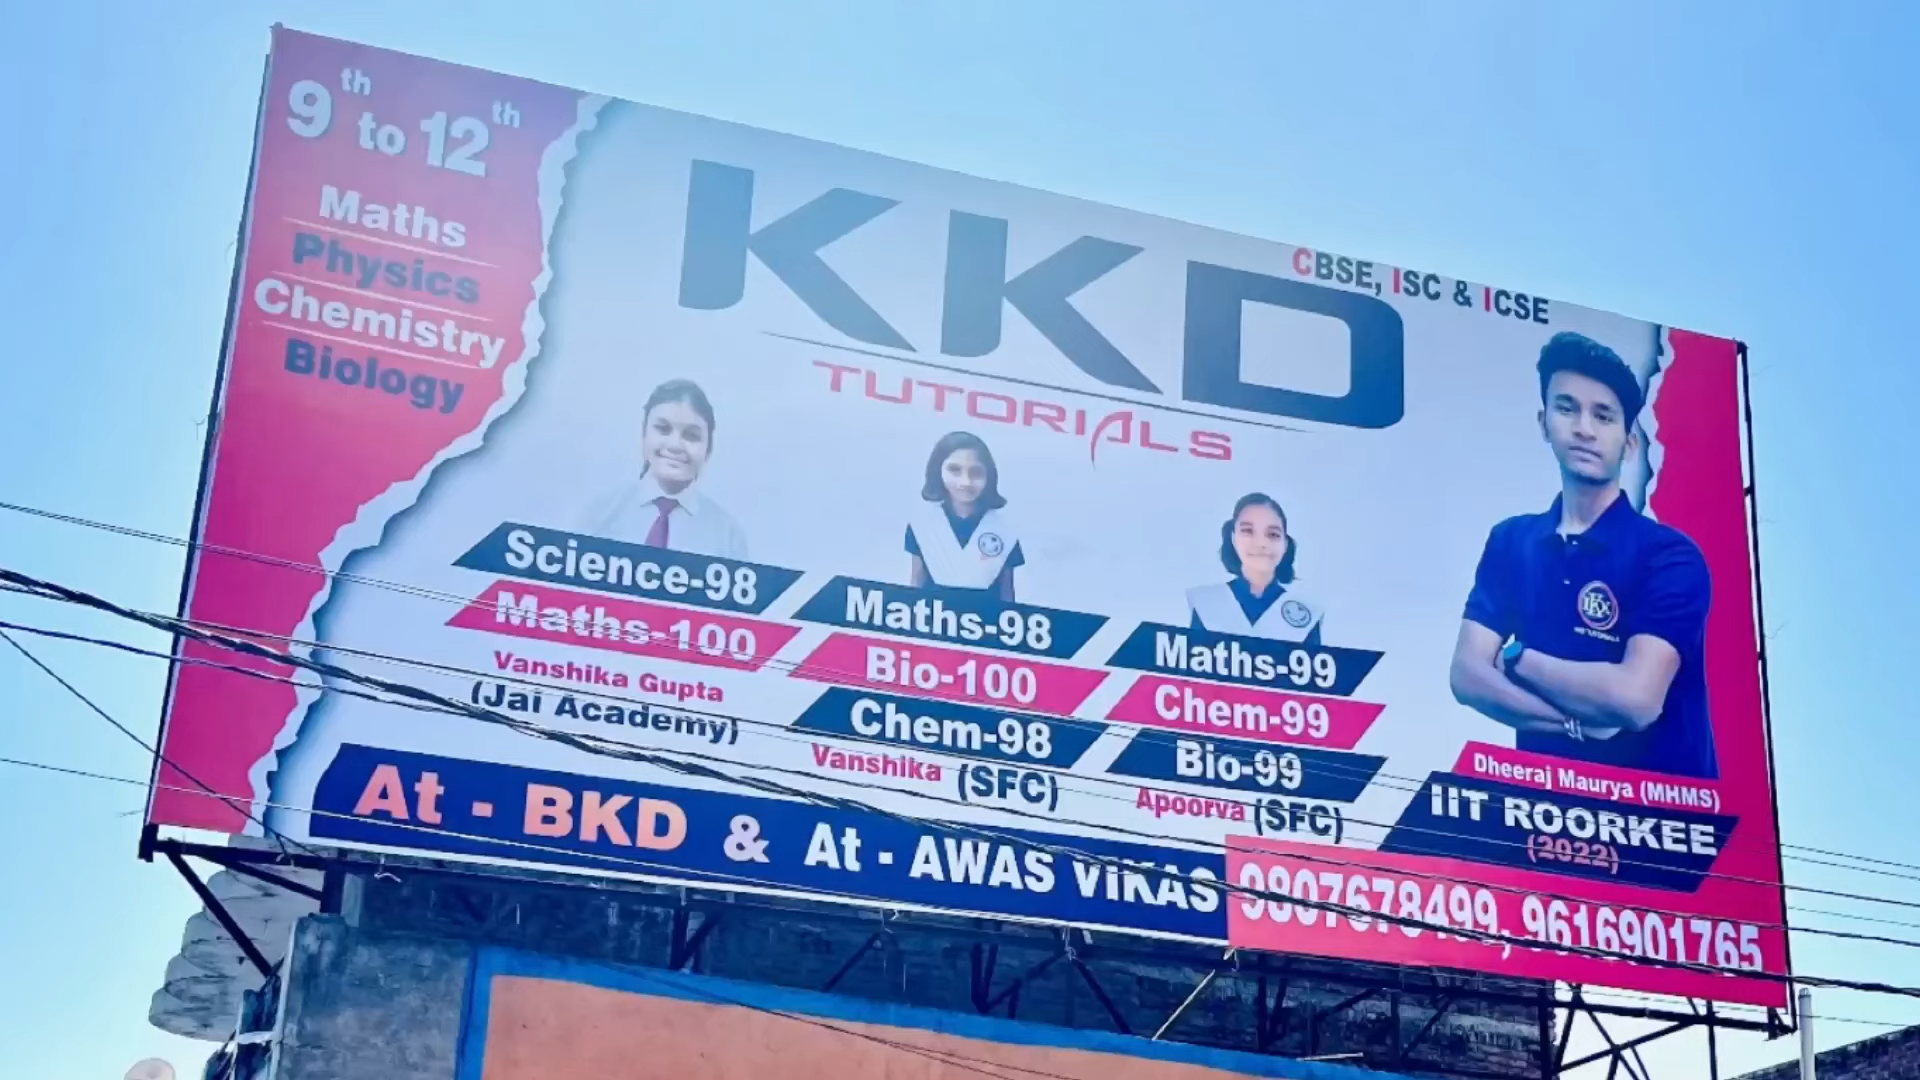 9th to 12th
Maths
Physics
Chemistry
Biology
KKD
TUTORIALS
CBSE, ISC & ICSE
Science-98
Maths-100
Vanshika Gupta
(Jai Academy)
Maths-98
Bio-100
Chem-98
Vanshika (SFC)
Maths-99
Chem-99
Bio-99
Apoorva (SFC)
Dheeraj Maurya (MHMS)
IIT ROORKEE
(2022)
At - BKD & At - AWAS VIKAS
9807678499, 9616901765